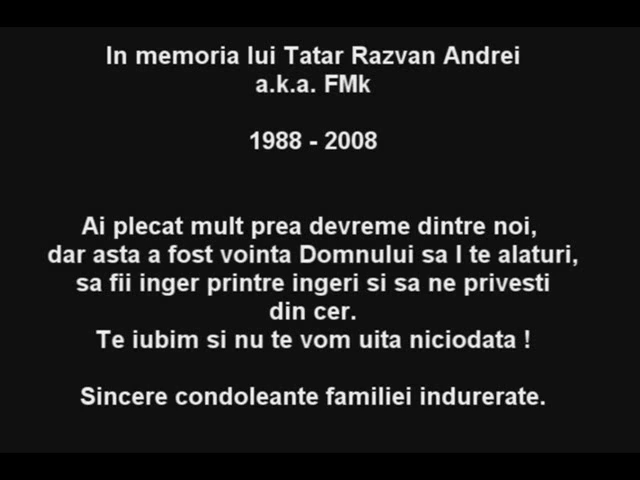 In memoria lui Tatar Razvan Andrei
a.k.a. FMk
1988 - 2008
Ai plecat mult prea devreme dintre noi,
dar asta a fost vointa Domnului sa I te alaturi,
sa fii inger printre ingeri si sa ne privesti
din cer.
Te iubim si nu te vom uita niciodata !
Sincere condoleante familiei indurerate.